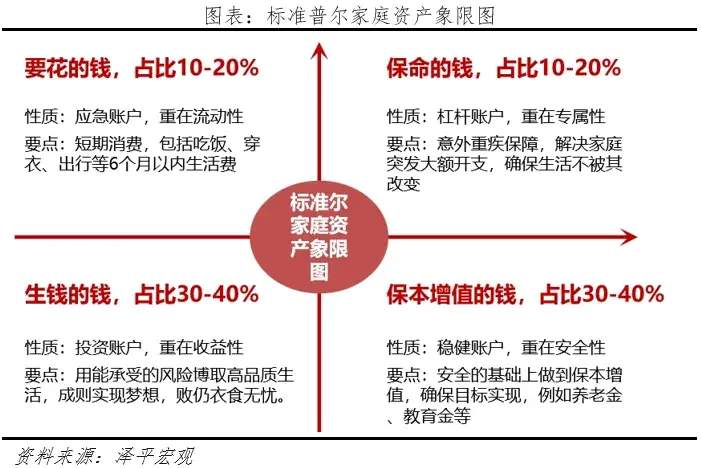 图表：标准普尔家庭资产象限图
要花的钱，占比10-20%
性质：应急账户，重在流动性
要点：短期消费，包括吃饭、穿
衣、出行等6个月以内生活费
保命的钱，占比10-20%
性质：杠杆账户，重在专属性
要点：意外重疾保障，解决家庭
突发大额开支，确保生活不被其
改变
标准尔
家庭资
产象限
图
生钱的钱，占比30-40%
性质：投资账户，重在收益性
要点：用能承受的风险博取高品质生
活，成则实现梦想，败仍衣食无忧。
保本增值的钱，占比30-40%
性质：稳健账户，重在安全性
要点：安全的基础上做到保本增
值，确保目标实现，例如养老金
、教育金等
资料来源：泽平宏观